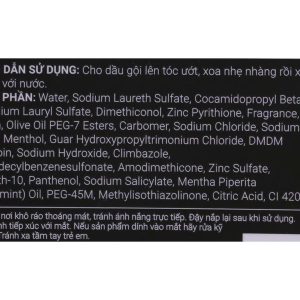 DẪN SỬ DỤNG: Cho dầu gội lên tóc ướt, xoa nhẹ nhàng rồi x
với nước.
PHẦN: Water, Sodium Laureth Sulfate, Cocamidopropyl Beta
um Lauryl Sulfate, Dimethiconol, Zinc Pyrithione, Fragrance,
n, Olive Oil PEG-7 Esters, Carbomer, Sodium Chloride, Sodium
Menthol, Guar Hydroxypropyltrimonium Chloride, DMDM
oin, Sodium Hydroxide, Climbazole,
decylbenzenesulfonate, Amodimethicone, Zinc Sulfate,
th-10, Panthenol, Sodium Salicylate, Mentha Piperita
mint) Oil, PEG-45M, Methylisothiazolinone, Citric Acid, CI 420
nơi khô ráo thoáng mát, tránh ánh nắng trực tiếp. Đậy nắp lại sau khi sử dụng.
nh tiếp xúc với mắt. Nếu sản phẩm dính vào mắt hãy rửa kỹ
Tránh xa tầm tay trẻ em.